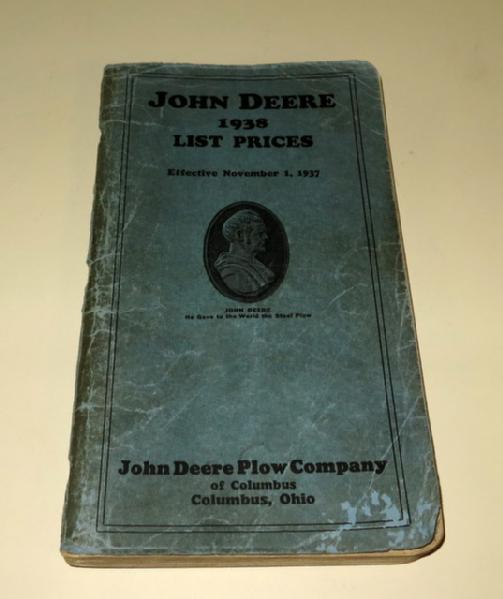 JOHN DEERE
1938
LIST PRICES
Effective November 1, 1937
JOHN DEERE
He Gave to the World the Steel Plow
John Deere Plow Company
of Columbus
Columbus, Ohio